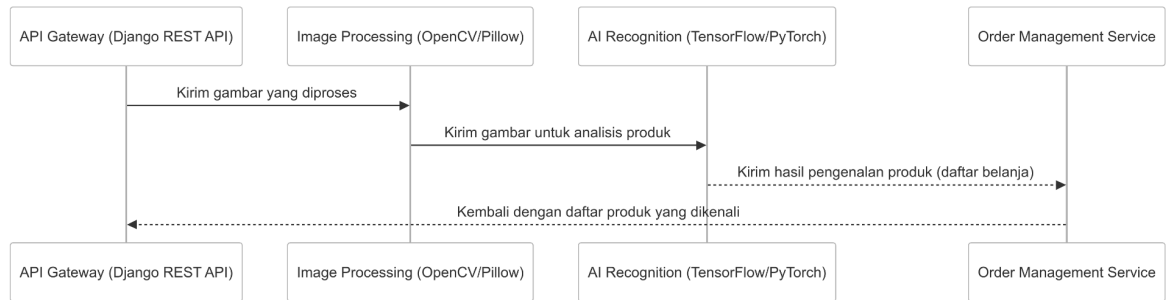 API Gateway (Django REST API)
Image Processing (OpenCV/Pillow)
AI Recognition (TensorFlow/PyTorch)
Order Management Service
Kirim gambar yang diproses
Kirim gambar untuk analisis produk
Kirim hasil pengenalan produk (daftar belanja)
Kembali dengan daftar produk yang dikenali
API Gateway (Django REST API)
Image Processing (OpenCV/Pillow)
AI Recognition (TensorFlow/PyTorch)
Order Management Service